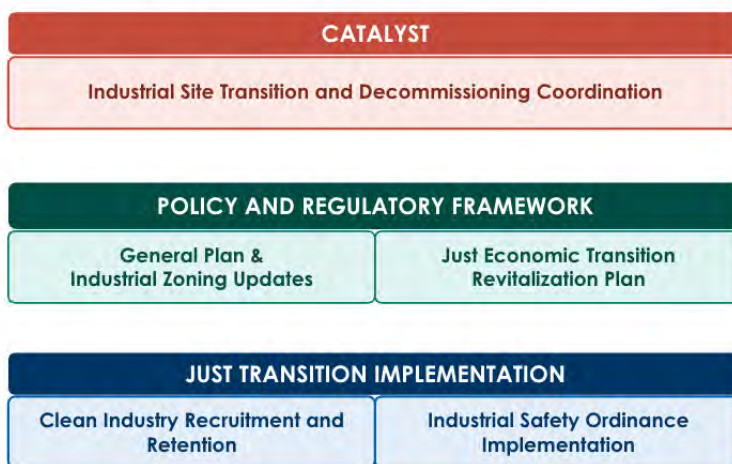 CATALYST
Industrial Site Transition and Decommissioning Coordination
POLICY AND REGULATORY FRAMEWORK
General Plan &
Industrial Zoning Updates
Just Economic Transition
Revitalization Plan
JUST TRANSITION IMPLEMENTATION
Clean Industry Recruitment and
Retention
Industrial Safety Ordinance
Implementation